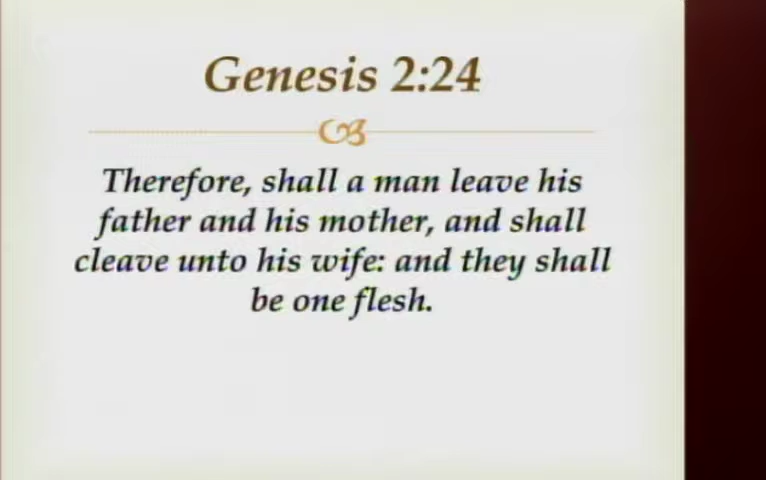 Genesis 2:24
Therefore, shall a man leave his
father and his mother, and shall
cleave unto his wife: and they shall
be one flesh.